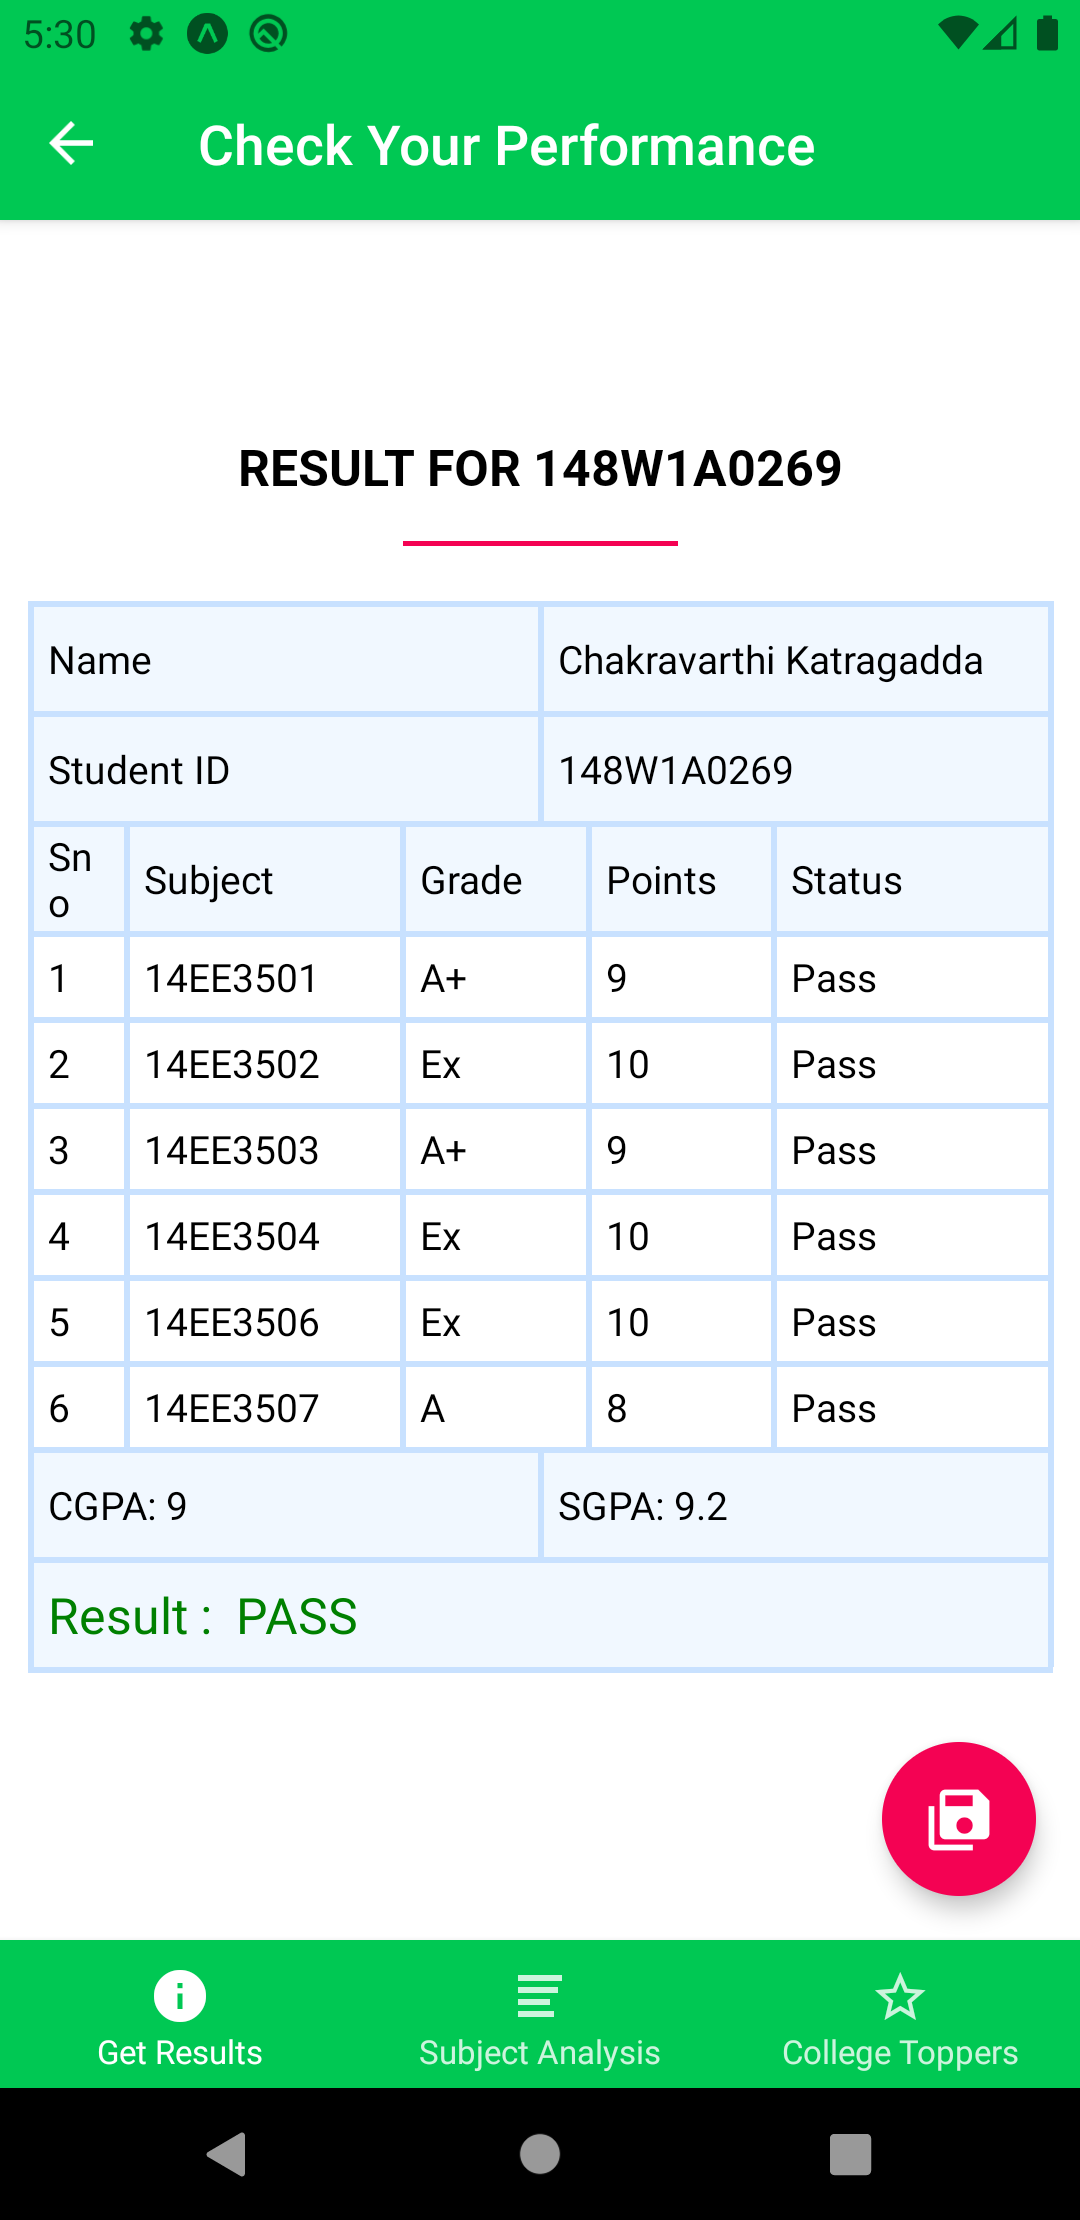 5:30
Check Your Performance
RESULT FOR 148W1A0269
Name Chakravarthi Katragadda
Student ID 148W1A0269
Sn
o Subject Grade Points Status
1 14EE3501 A+ 9 Pass
2 14EE3502 Ex 10 Pass
3 14EE3503 A+ 9 Pass
4 14EE3504 Ex 10 Pass
5 14EE3506 Ex 10 Pass
6 14EE3507 A 8 Pass
CGPA: 9 SGPA: 9.2
Result : PASS
Get Results Subject Analysis College Toppers